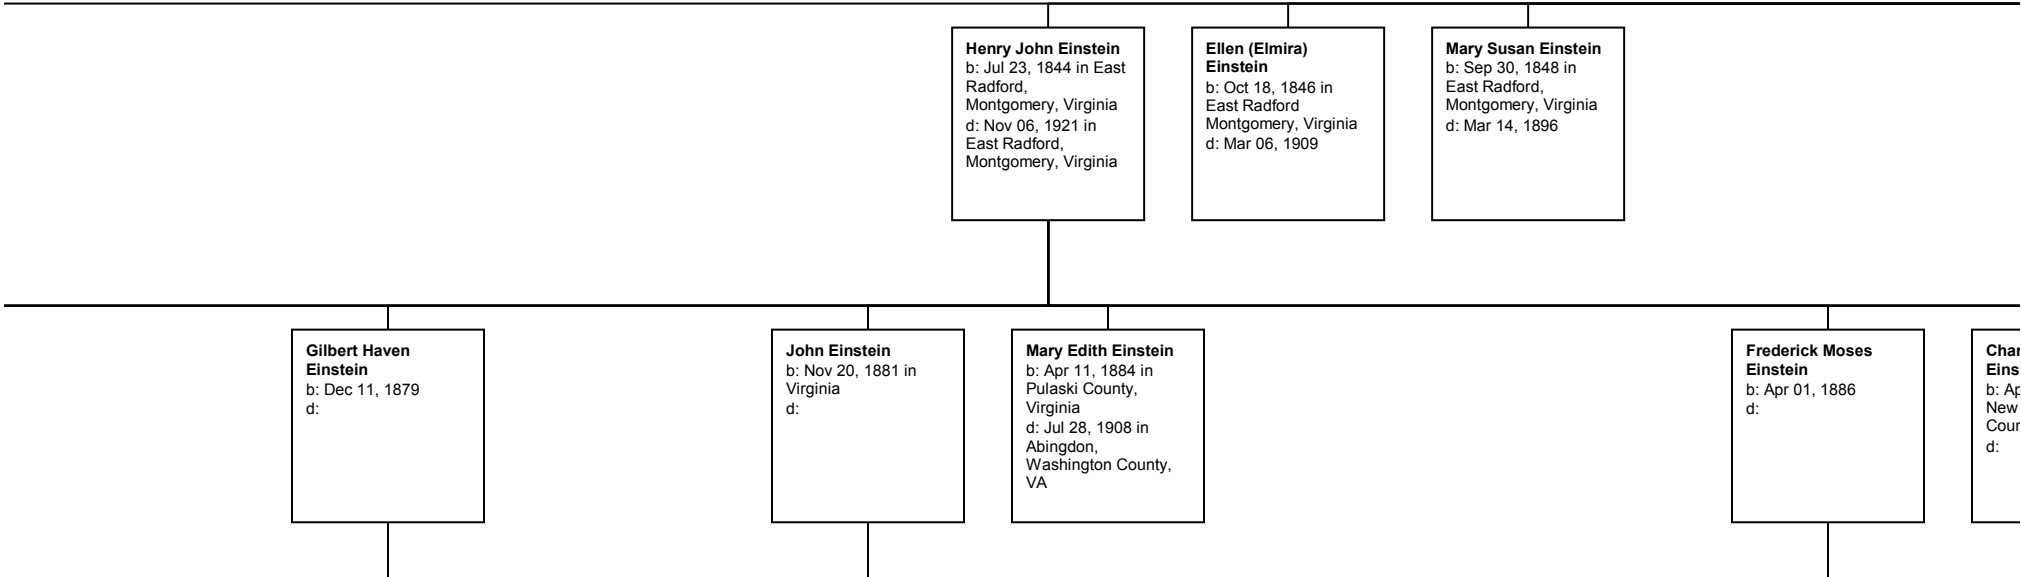 Henry John Einstein
b: Jul 23, 1844 in East
Radford,
Montgomery, Virginia
d: Nov 06, 1921 in
East Radford,
Montgomery, Virginia
Ellen (Elmira)
Einstein
b: Oct 18, 1846 in
East Radford
Montgomery, Virginia
d: Mar 06, 1909
Mary Susan Einstein
b: Sep 30, 1848 in
East Radford,
Montgomery, Virginia
d: Mar 14, 1896
Gilbert Haven
Einstein
b: Dec 11, 1879
d:
John Einstein
b: Nov 20, 1881 in
Virginia
d:
Mary Edith Einstein
b: Apr 11, 1884 in
Pulaski County,
Virginia
d: Jul 28, 1908 in
Abingdon,
Washington County,
VA
Frederick Moses
Einstein
b: Apr 01, 1886
d:
b:
New
d: